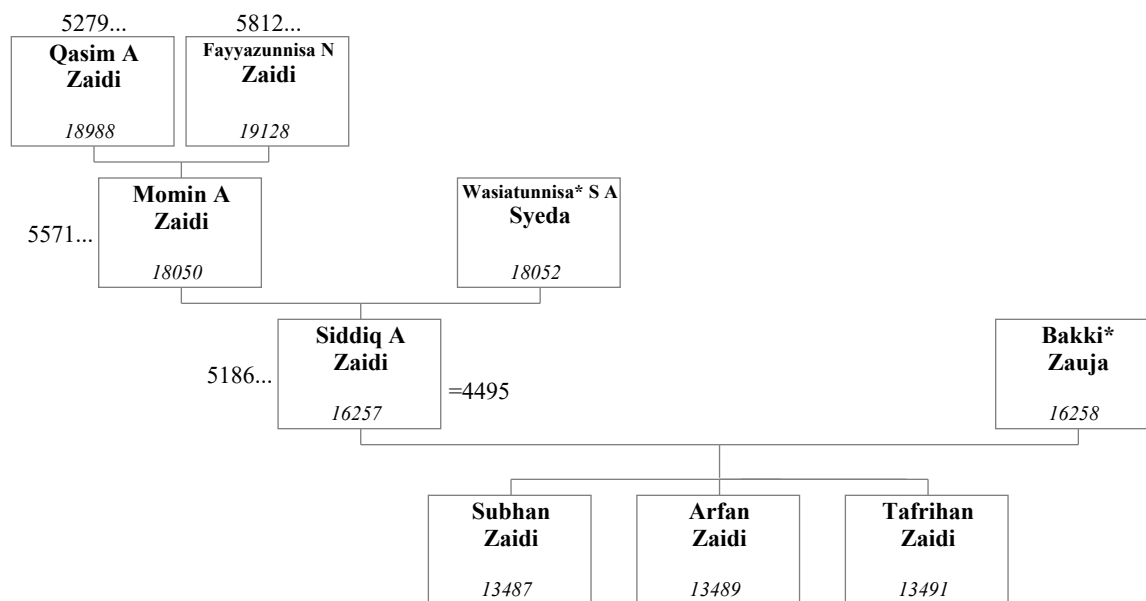 5279...
5812...
Qasim A
Zaidi
18988
Fayyazunnisa N
Zaidi
19128
5571...
Momin A
Zaidi
18050
Wasiatunnisa* S A
Syeda
18052
5186...
Siddiq A
Zaidi
16257
=4495
Bakki*
Zauja
16258
Subhan
Zaidi
13487
Arfan
Zaidi
13489
Tafrihan
Zaidi
13491